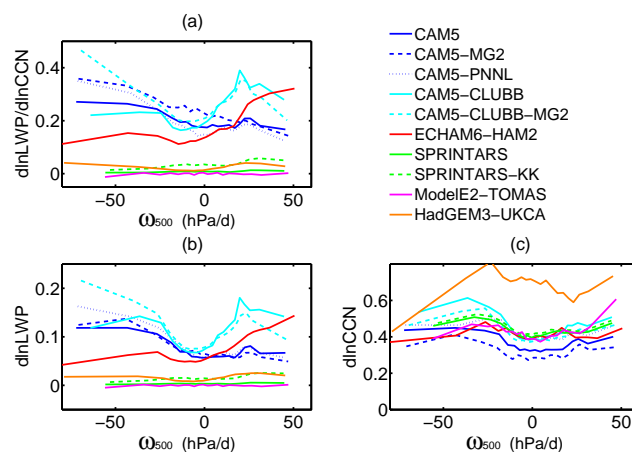 (a)
dlnLWP/dlnCCN
0.4
0.2
0
−50
0
50
ω500 (hPa/d)
CAM5
CAM5−MG2
CAM5−PNNL
CAM5−CLUBB
CAM5−CLUBB−MG2
ECHAM6−HAM2
SPRINTARS
SPRINTARS−KK
ModelE2−TOMAS
HadGEM3−UKCA
(b)
dlnLWP
0.2
0.1
0
−50
0
50
ω500 (hPa/d)
(c)
dlnCCN
0.6
0.4
0.2
0
−50
0
50
ω500 (hPa/d)